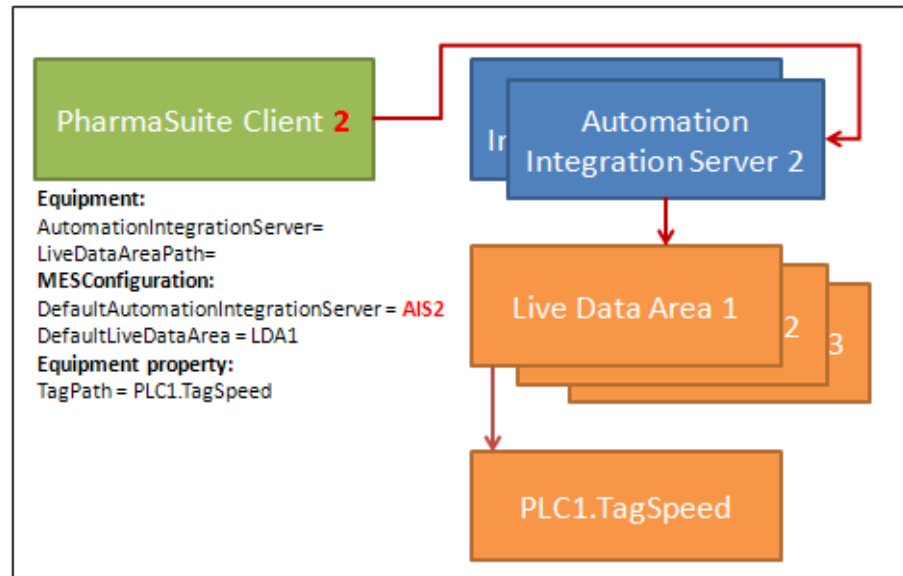 PharmaSuite Client 2
In
Automation
Integration Server 2
Equipment:
AutomationIntegrationServer=
LiveDataAreaPath=
MESConfiguration:
DefaultAutomationIntegrationServer = AIS2
DefaultLiveDataArea = LDA1
Equipment property:
TagPath = PLC1.TagSpeed
Live Data Area 1
2
3
PLC1.TagSpeed